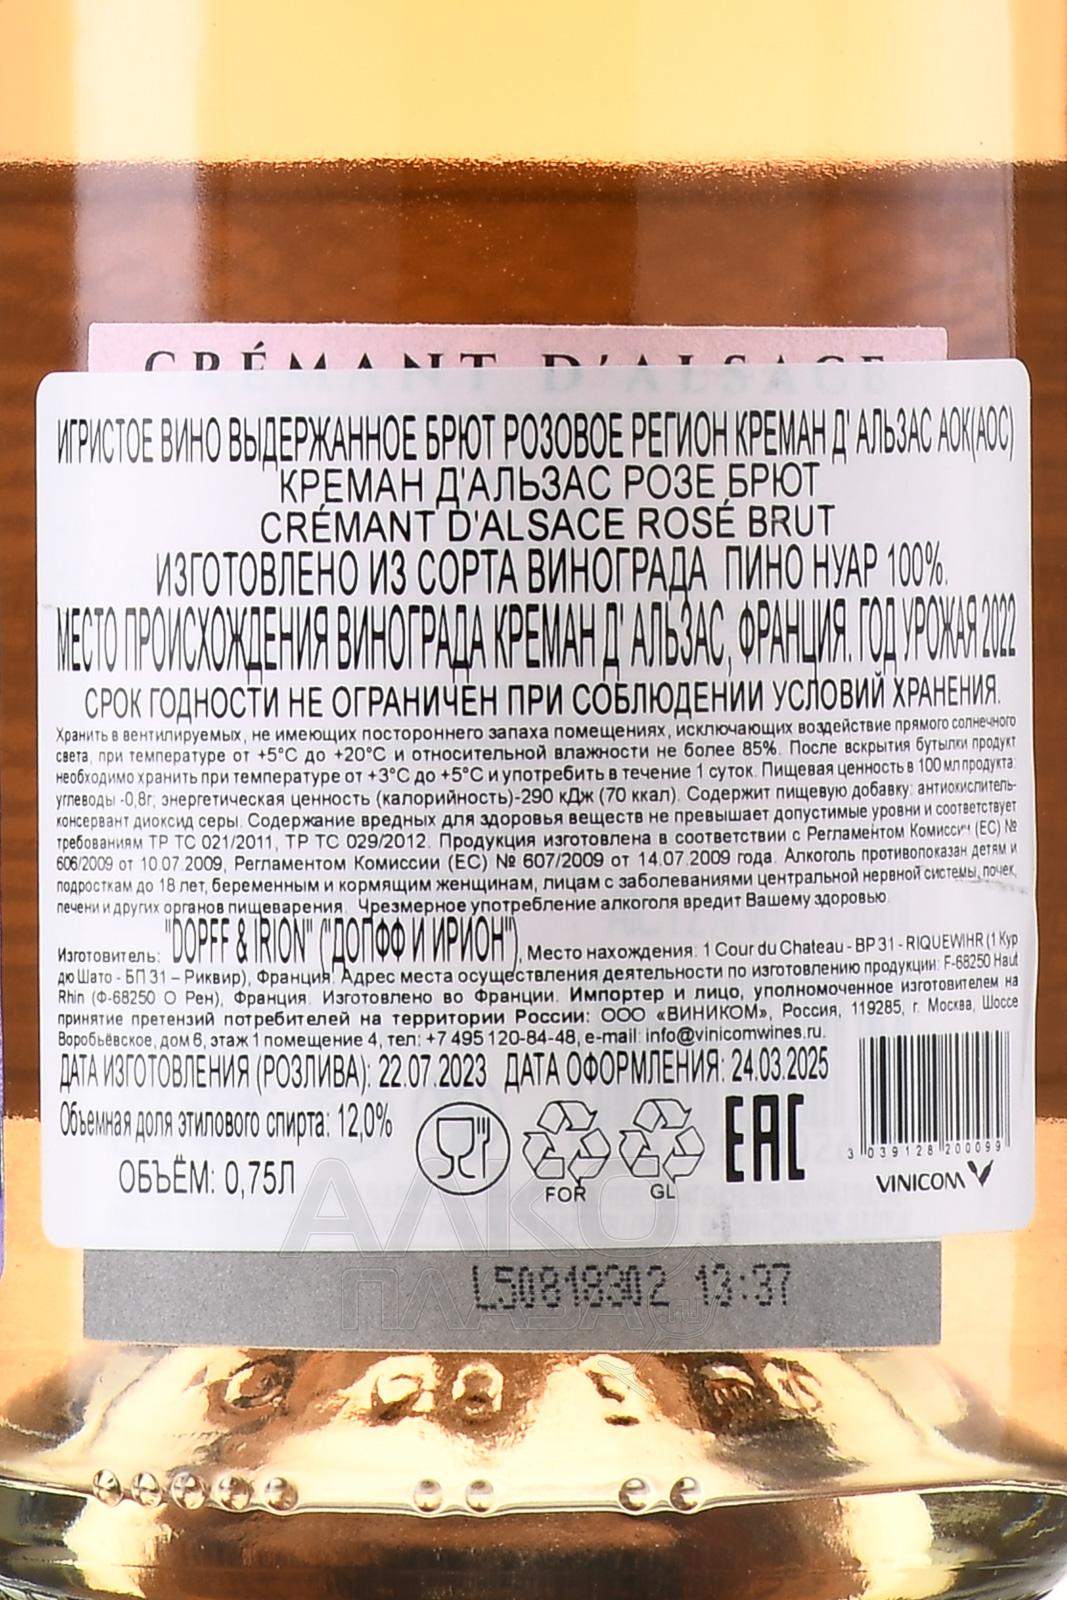 CRÉMANT D'ALSACE
ИГРИСТОЕ ВИНО ВЫДЕРЖАННОЕ БРЮТ РОЗОВОЕ РЕГИОН КРЕМАН Д' АЛЬЗАС АОК(АОС)
КРЕМАН Д'АЛЬЗАС РОЗЕ БРЮТ
CRÉMANT D'ALSACE ROSÉ BRUT
ИЗГОТОВЛЕНО ИЗ СОРТА ВИНОГРАДА ПИНО НУАР 100%.
МЕСТО ПРОИСХОЖДЕНИЯ ВИНОГРАДА КРЕМАН Д' АЛЬЗАС, ФРАНЦИЯ. ГОД УРОЖАЯ 2022
СРОК ГОДНОСТИ НЕ ОГРАНИЧЕН ПРИ СОБЛЮДЕНИИ УСЛОВИЙ ХРАНЕНИЯ.
Хранить в вентилируемых, не имеющих постороннего запаха помещениях, исключающих воздействие прямого солнечного
света, при температуре от +5°С до +20°С и относительной влажности не более 85%. После вскрытия бутылки продукт
необходимо хранить при температуре от +3°С до +5°С и употребить в течение 1 суток. Пищевая ценность в 100 мл продукта:
углеводы -0,8г; энергетическая ценность (калорийность)-290 кДж (70 ккал). Содержит пищевую добавку: антиокислитель-
консервант диоксид серы. Содержание вредных для здоровья веществ не превышает допустимые уровни и соответствует
требованиям ТР ТС 021/2011, ТР ТС 029/2012. Продукция изготовлена в соответствии с Регламентом Комиссии (ЕС) №
606/2009 от 10.07.2009, Регламентом Комиссии (ЕС) № 607/2009 от 14.07.2009 года. Алкоголь противопоказан детям и
подросткам до 18 лет, беременным и кормящим женщинам, лицам с заболеваниями центральной нервной системы, почек,
печени и других органов пищеварения. Чрезмерное употребление алкоголя вредит Вашему здоровью.
Изготовитель: "DOPFF & IRION" ("ДОПФФ И ИРИОН"), Место нахождения: 1 Cour du Chateau - BP 31 - RIQUEWIHR (1 Кур
дю Шато - БП 31 – Риквир), Франция. Адрес места осуществления деятельности по изготовлению продукции: F-68250 Haut
Rhin (Ф-68250 О Рен), Франция. Изготовлено во Франции. Импортер и лицо, уполномоченное изготовителем на
принятие претензий потребителей на территории России: ООО «ВИНИКОМ», Россия, 119285, г. Москва, Шоссе
Воробьёвское, дом 6, этаж 1 помещение 4, тел: +7 495 120-84-48, e-mail: info@vinicomwines.ru.
ДАТА ИЗГОТОВЛЕНИЯ (РОЗЛИВА): 22.07.2023 ДАТА ОФОРМЛЕНИЯ: 24.03.2025
Объемная доля этилового спирта: 12,0%
ОБЪЁМ: 0,75Л
FOR
GL
EAC
3 039128 200099
VINICOM
АЛКО
ПЛАЗА.ru
L50818302 13:37